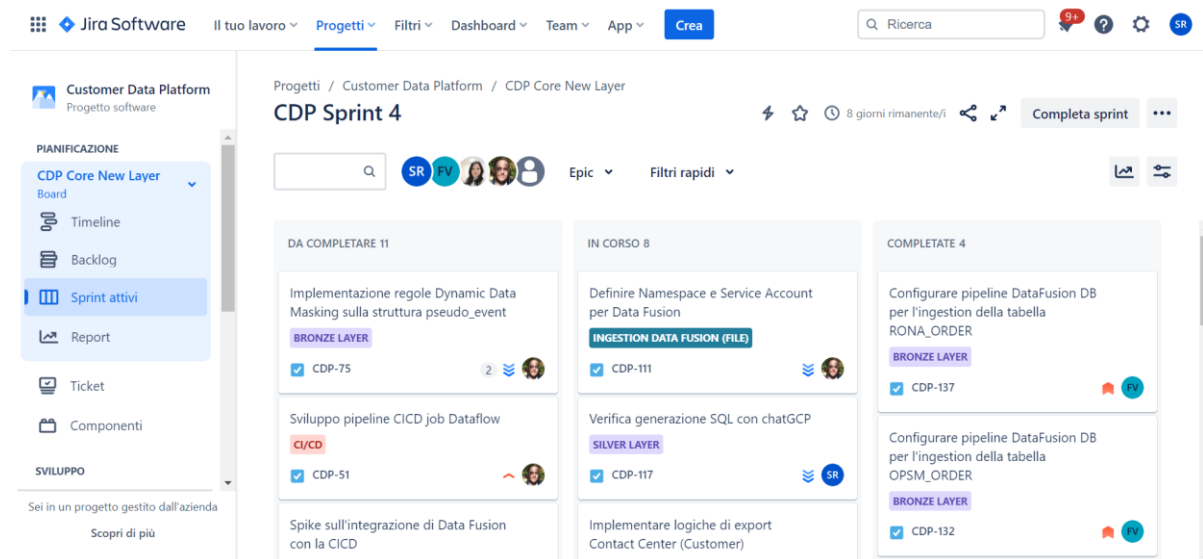 Jira Software
Il tuo lavoro
Progetti
Filtri
Dashboard
Team
App
Crea
Ricerca
9+
SR
Customer Data Platform
Progetto software
PIANIFICAZIONE
CDP Core New Layer
Board
Timeline
Backlog
Sprint attivi
Report
Ticket
Componenti
SVILUPPO
Sei in un progetto gestito dall'azienda
Scopri di più
Progetti / Customer Data Platform / CDP Core New Layer
CDP Sprint 4
8 giorni rimanente/i
Completa sprint
SR
FV
Epic
Filtri rapidi
DA COMPLETARE 11
Implementazione regole Dynamic Data
Masking sulla struttura pseudo_event
BRONZE LAYER
CDP-75
2
Sviluppo pipeline CICD job Dataflow
CI/CD
CDP-51
Spike sull'integrazione di Data Fusion
con la CICD
IN CORSO 8
Definire Namespace e Service Account
per Data Fusion
INGESTION DATA FUSION (FILE)
CDP-111
Verifica generazione SQL con chatGCP
SILVER LAYER
CDP-117
SR
Implementare logiche di export
Contact Center (Customer)
COMPLETATE 4
Configurare pipeline DataFusion DB
per l'ingestion della tabella
RONA_ORDER
BRONZE LAYER
CDP-137
FV
Configurare pipeline DataFusion DB
per l'ingestion della tabella
OPSM_ORDER
BRONZE LAYER
CDP-132
FV